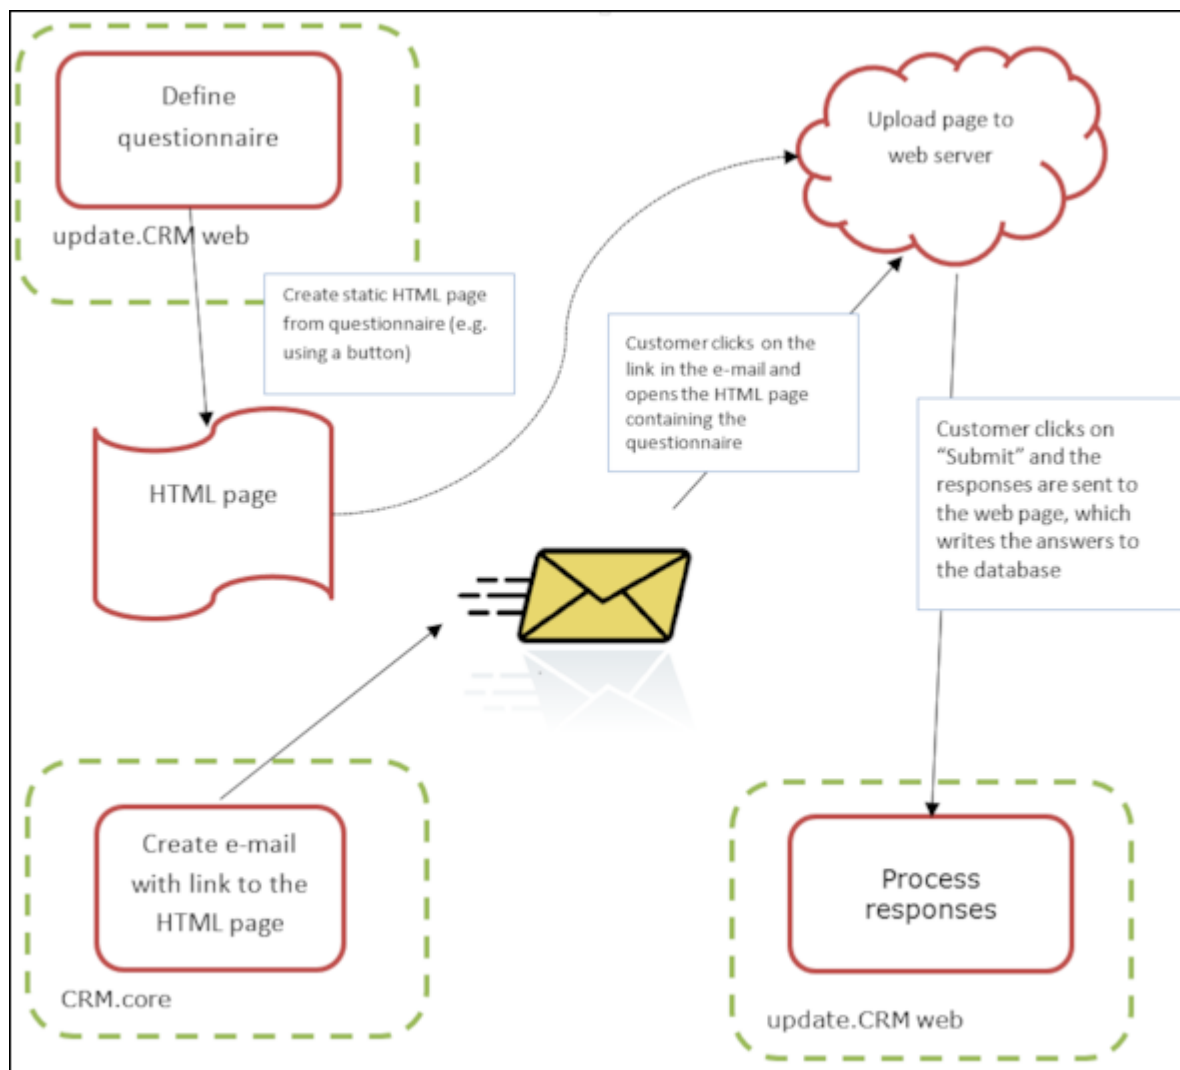 Define
questionnaire
update.CRM web
Upload page to
web server
Create static HTML page
from questionnaire (e.g.
using a button)
Customer clicks on the
link in the e-mail and
opens the HTML page
containing the
questionnaire
Customer clicks on
“Submit” and the
responses are sent to
the web page, which
writes the answers to
the database
HTML page
Create e-mail
with link to the
HTML page
CRM.core
Process
responses
update.CRM web